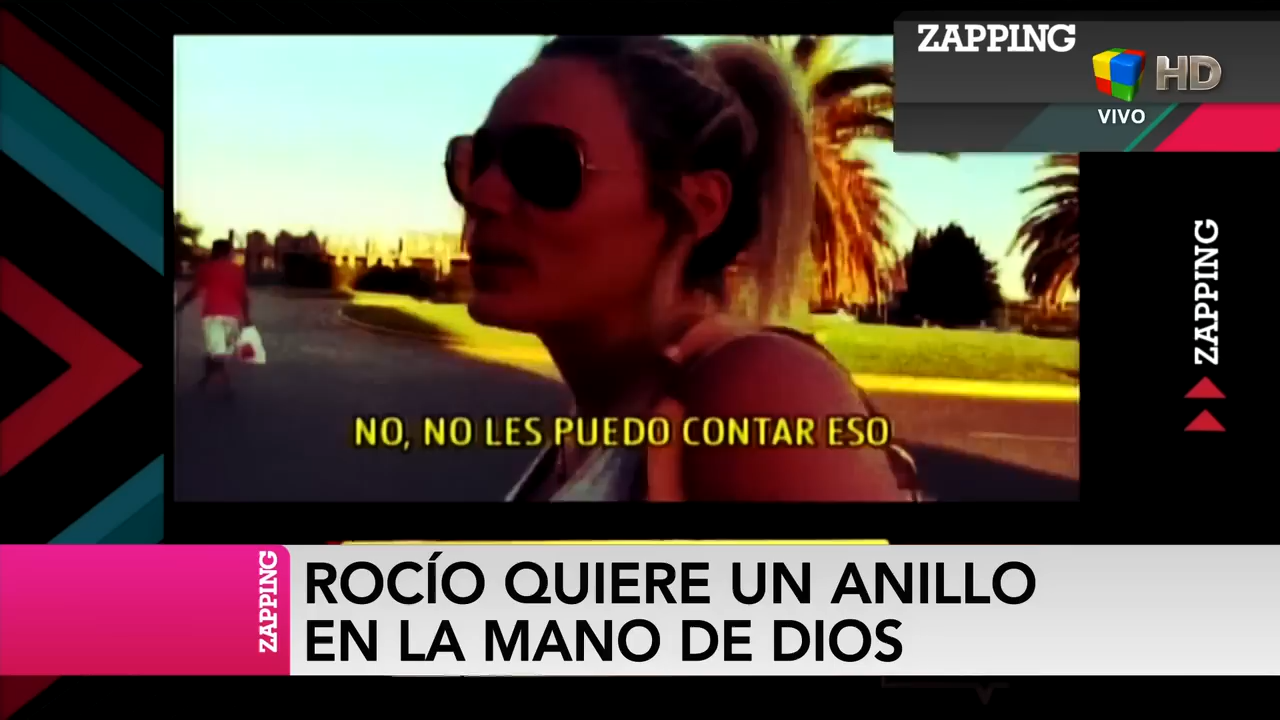 ZAPPING
HD
VIVO
ZAPPING
NO, NO LES PUEDO CONTAR ESO
ZAPPING
ROCÍO QUIERE UN ANILLO
EN LA MANO DE DIOS